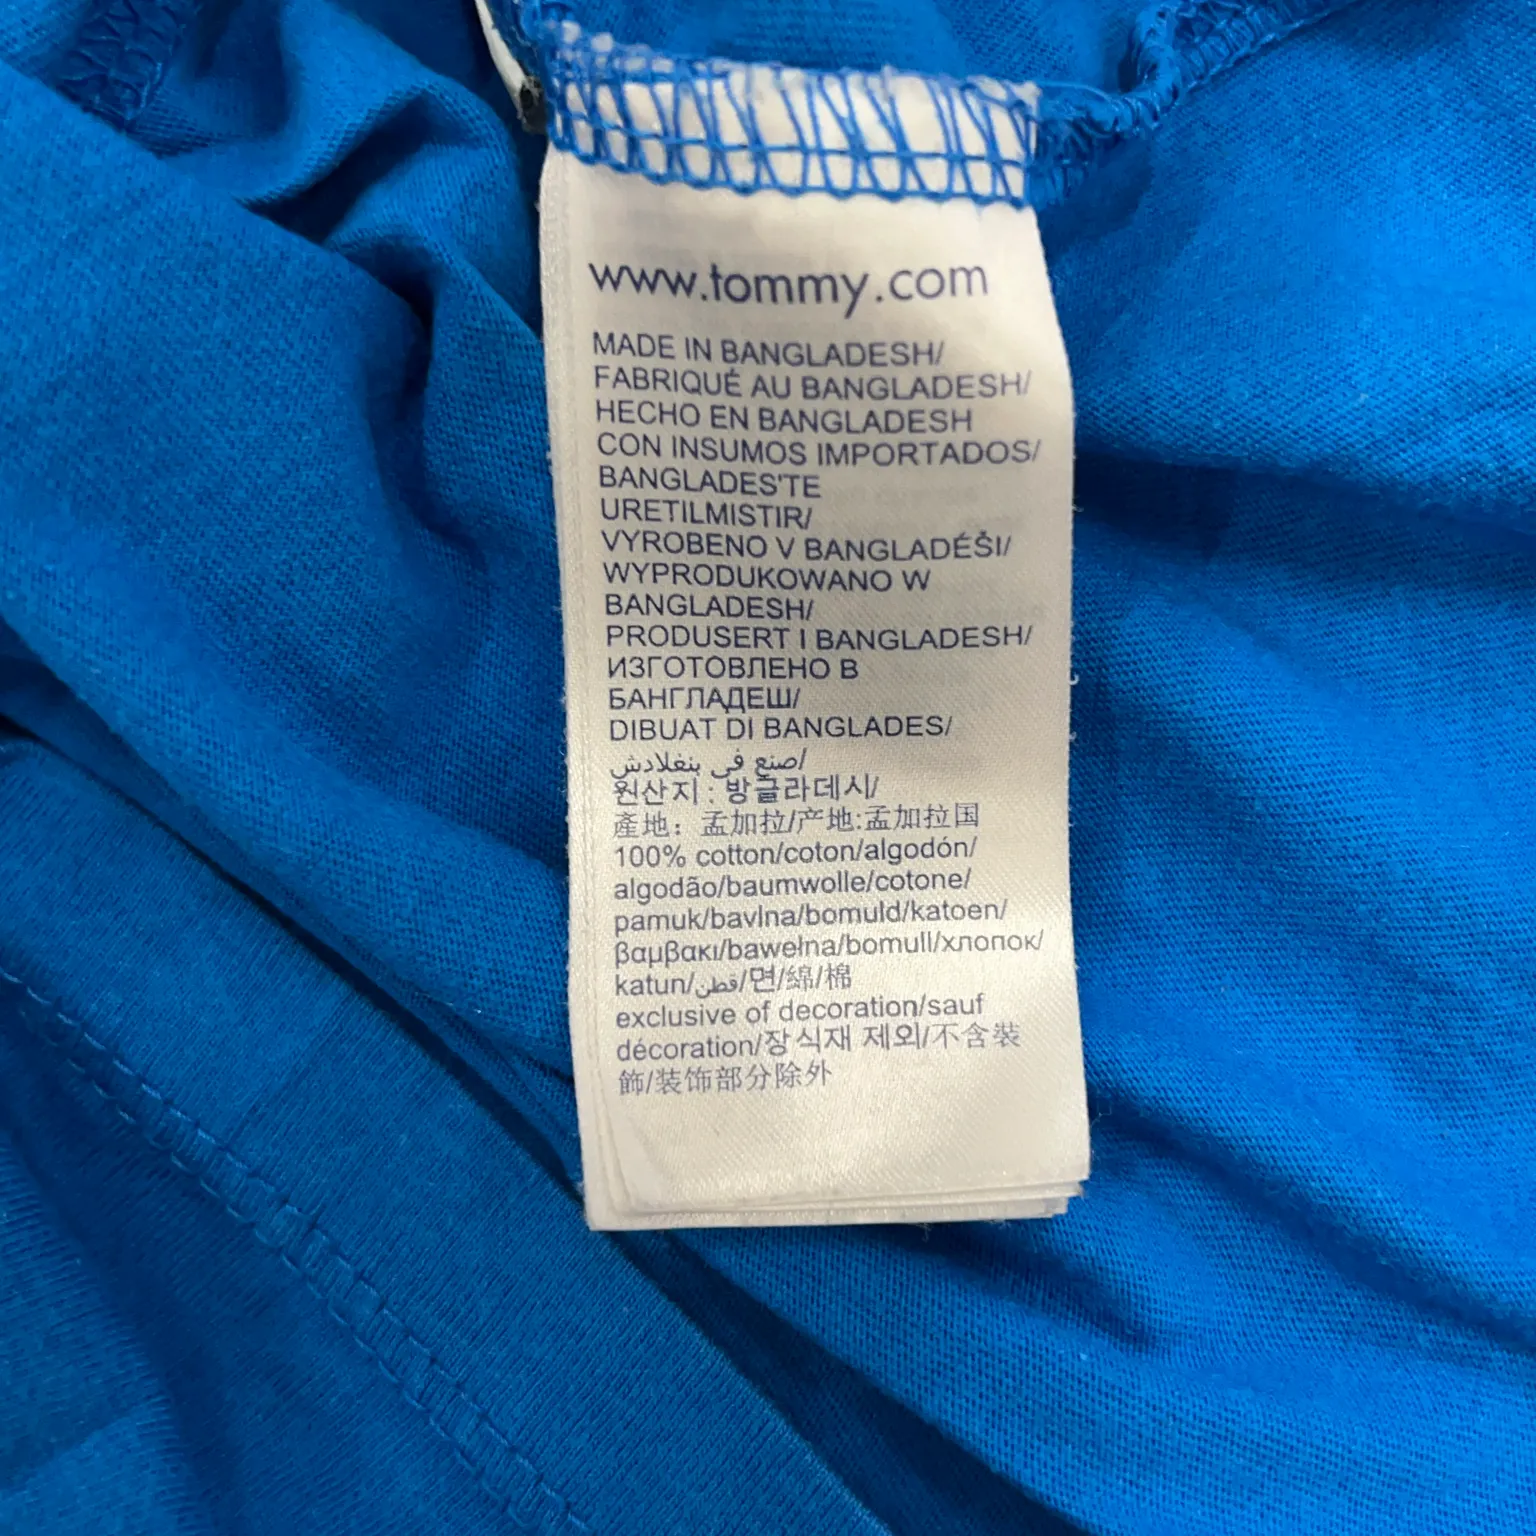 www.tommy.com
MADE IN BANGLADESH/
FABRIQUÉ AU BANGLADESH/
HECHO EN BANGLADESH
CON INSUMOS IMPORTADOS/
BANGLADES'TE
URETILMISTIR/
VYROBENO V BANGLADÉŠI/
WYPRODUKOWANO W
BANGLADESH/
PRODUSERT I BANGLADESH/
ИЗГОТОВЛЕНО В
БАНГЛАДЕШ/
DIBUAT DI BANGLADES/
صنع في بنغلادش/
원산지 : 방글라데시/
產地：孟加拉/产地:孟加拉国
100% cotton/coton/algodón/
algodão/baumwolle/cotone/
pamuk/bavlna/bomuld/katoen/
βαμβακι/bawełna/bomull/хлопок/
katun/قطن/면/綿/棉
exclusive of decoration/sauf
décoration/장식재 제외/不含裝
飾/装饰部分除外